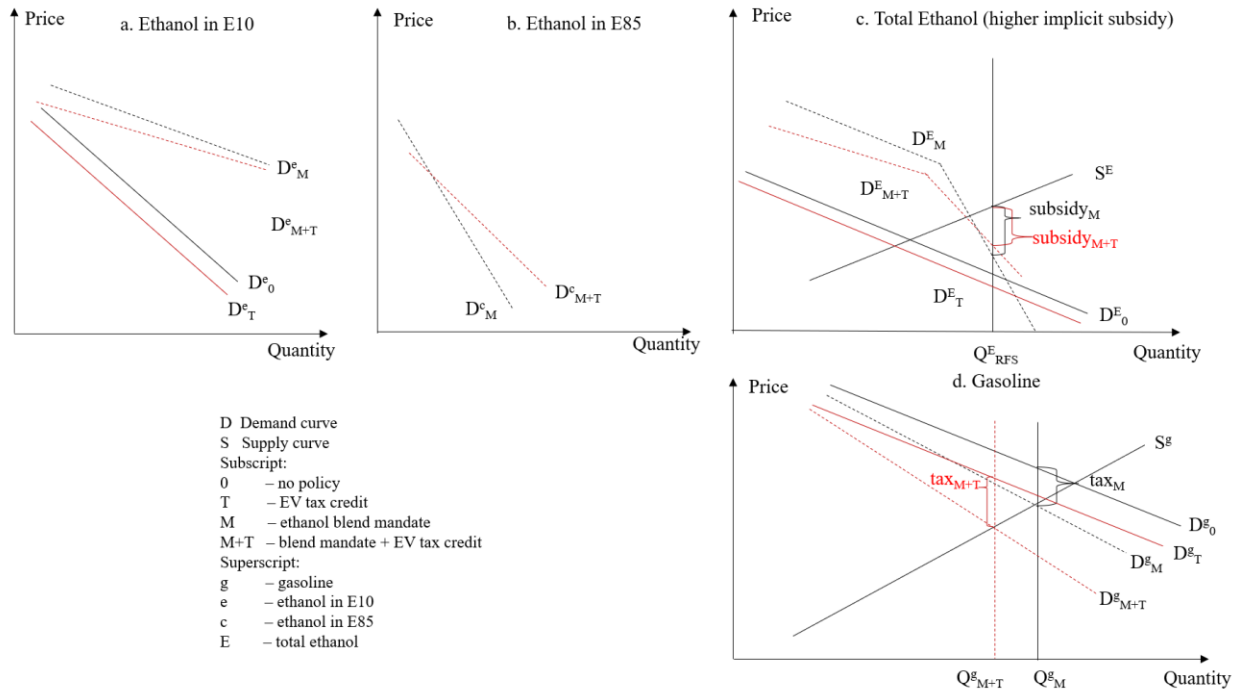 Price
a. Ethanol in E10
D^e_M
D^e_{M+T}
D^e_0
D^e_T
Quantity
Price
b. Ethanol in E85
D^c_{M+T}
D^c_M
Quantity
c. Total Ethanol (higher implicit subsidy)
Price
D^E_M
S^E
D^E_{M+T}
subsidy_M
subsidy_{M+T}
D^E_T
D^E_0
Q^E_{RFS}
Quantity
d. Gasoline
Price
S^g
tax_{M+T}
tax_M
D^g_0
D^g_T
D^g_M
D^g_{M+T}
Q^g_{M+T}
Q^g_M
Quantity
D Demand curve
S Supply curve
Subscript:
0 – no policy
T – EV tax credit
M – ethanol blend mandate
M+T – blend mandate + EV tax credit
Superscript:
g – gasoline
e – ethanol in E10
c – ethanol in E85
E – total ethanol